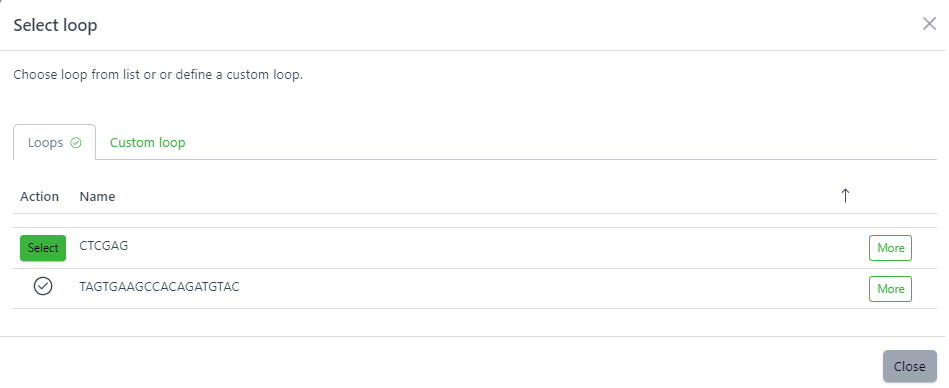 Select loop
Choose loop from list or or define a custom loop.
Loops
Custom loop
Action Name
Select CTCGAG More
TAGTGAAGCCACAGATGTAC More
Close